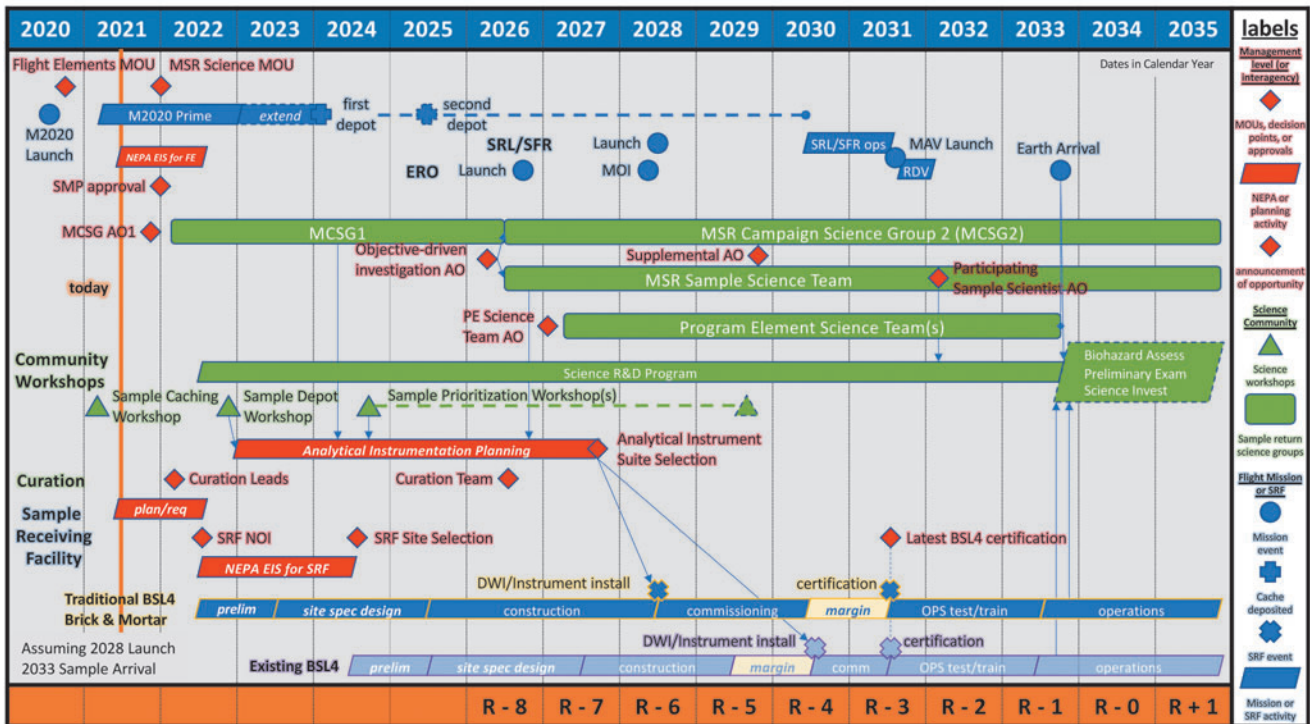 2020 2021 2022 2023 2024 2025 2026 2027 2028 2029 2030 2031 2032 2033 2034 2035
Flight Elements MOU
MSR Science MOU
Dates in Calendar Year
M2020 Prime
extend
first
depot
second
depot
M2020
Launch
NEPA EIS for FE
SRL/SFR
Launch
SRL/SFR ops
MAV Launch
Earth Arrival
ERO
Launch
MOI
RDV
SMP approval
MCSG AO1
MCSG1
MSR Campaign Science Group 2 (MCSG2)
Objective-driven
investigation AO
Supplemental AO
today
MSR Sample Science Team
Participating
Sample Scientist AO
PE Science
Team AO
Program Element Science Team(s)
Community
Workshops
Science R&D Program
Biohazard Assess
Preliminary Exam
Science Invest
Sample Caching
Workshop
Sample Depot
Workshop
Sample Prioritization Workshop(s)
Analytical Instrumentation Planning
Analytical Instrument
Suite Selection
Curation
Curation Leads
Curation Team
plan/req
Sample
Receiving
Facility
SRF NOI
SRF Site Selection
Latest BSL4 certification
NEPA EIS for SRF
DWI/Instrument install
certification
Traditional BSL4
Brick & Mortar
prelim
site spec design
construction
commissioning
margin
OPS test/train
operations
Assuming 2028 Launch
2033 Sample Arrival
DWI/Instrument install
certification
Existing BSL4
prelim
site spec design
construction
margin
comm
OPS test/train
operations
R - 8 R - 7 R - 6 R - 5 R - 4 R - 3 R - 2 R - 1 R - 0 R + 1
labels
Management
level (or
interagency)
MOUs, decision
points, or
approvals
NEPA or
planning
activity
announcement
of opportunity
Science
Community
Science
workshops
Sample return
science groups
Flight Mission
or SRF
Mission
event
Cache
deposited
SRF event
Mission or
SRF activity